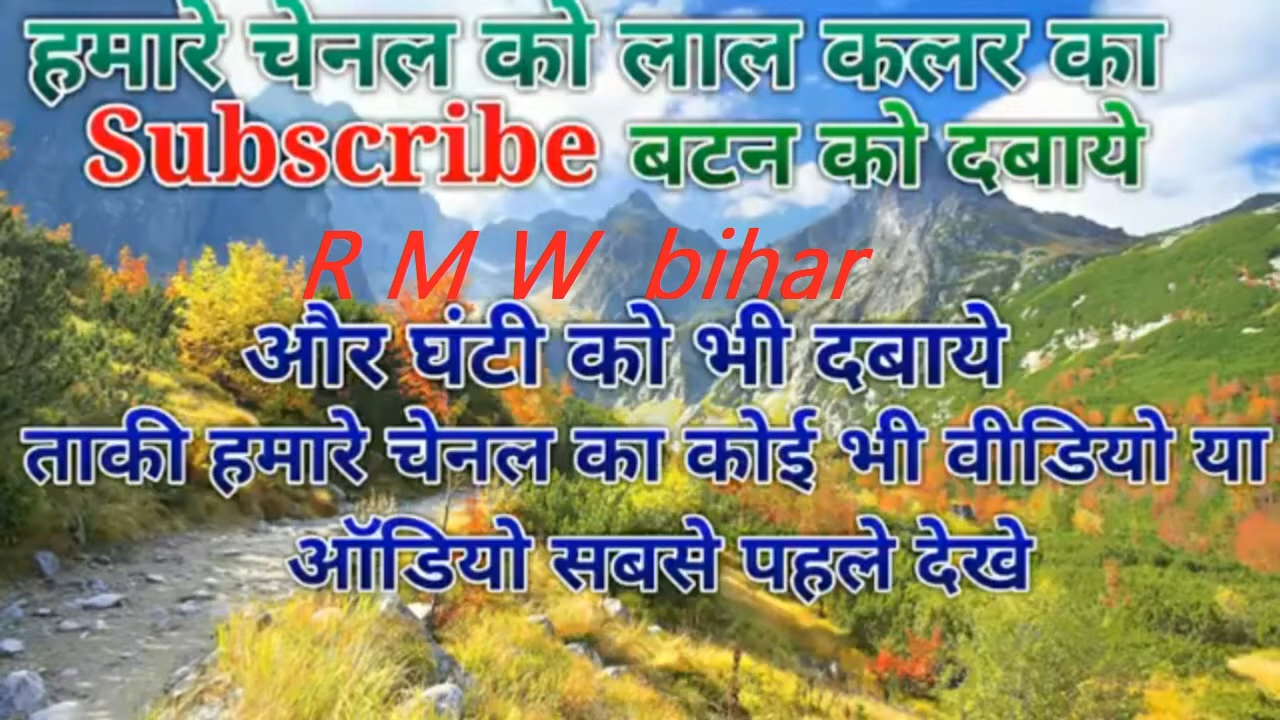 हमारे चेनल को लाल कलर का
Subscribe बटन को दबाये
R M W bihar
और घंटी को भी दबाये
ताकी हमारे चेनल का कोई भी वीडियो या
ऑडियो सबसे पहले देखे